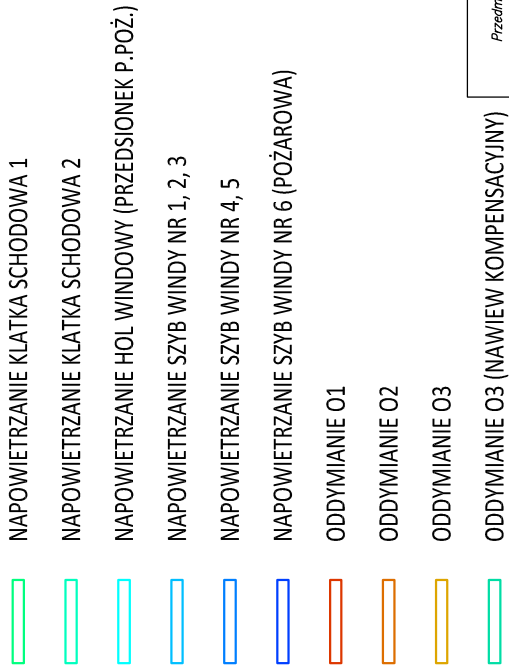 NAPOWIETRZANIE KLATKA SCHODOWA 1
NAPOWIETRZANIE KLATKA SCHODOWA 2
NAPOWIETRZANIE HOL WINDOWY (PRZEDSIONEK P.POŻ.)
NAPOWIETRZANIE SZYB WINDY NR 1, 2, 3
NAPOWIETRZANIE SZYB WINDY NR 4, 5
NAPOWIETRZANIE SZYB WINDY NR 6 (POŻAROWA)
ODDYMIANIE O1
ODDYMIANIE O2
ODDYMIANIE O3
ODDYMIANIE O3 (NAWIEW KOMPENSACYJNY)